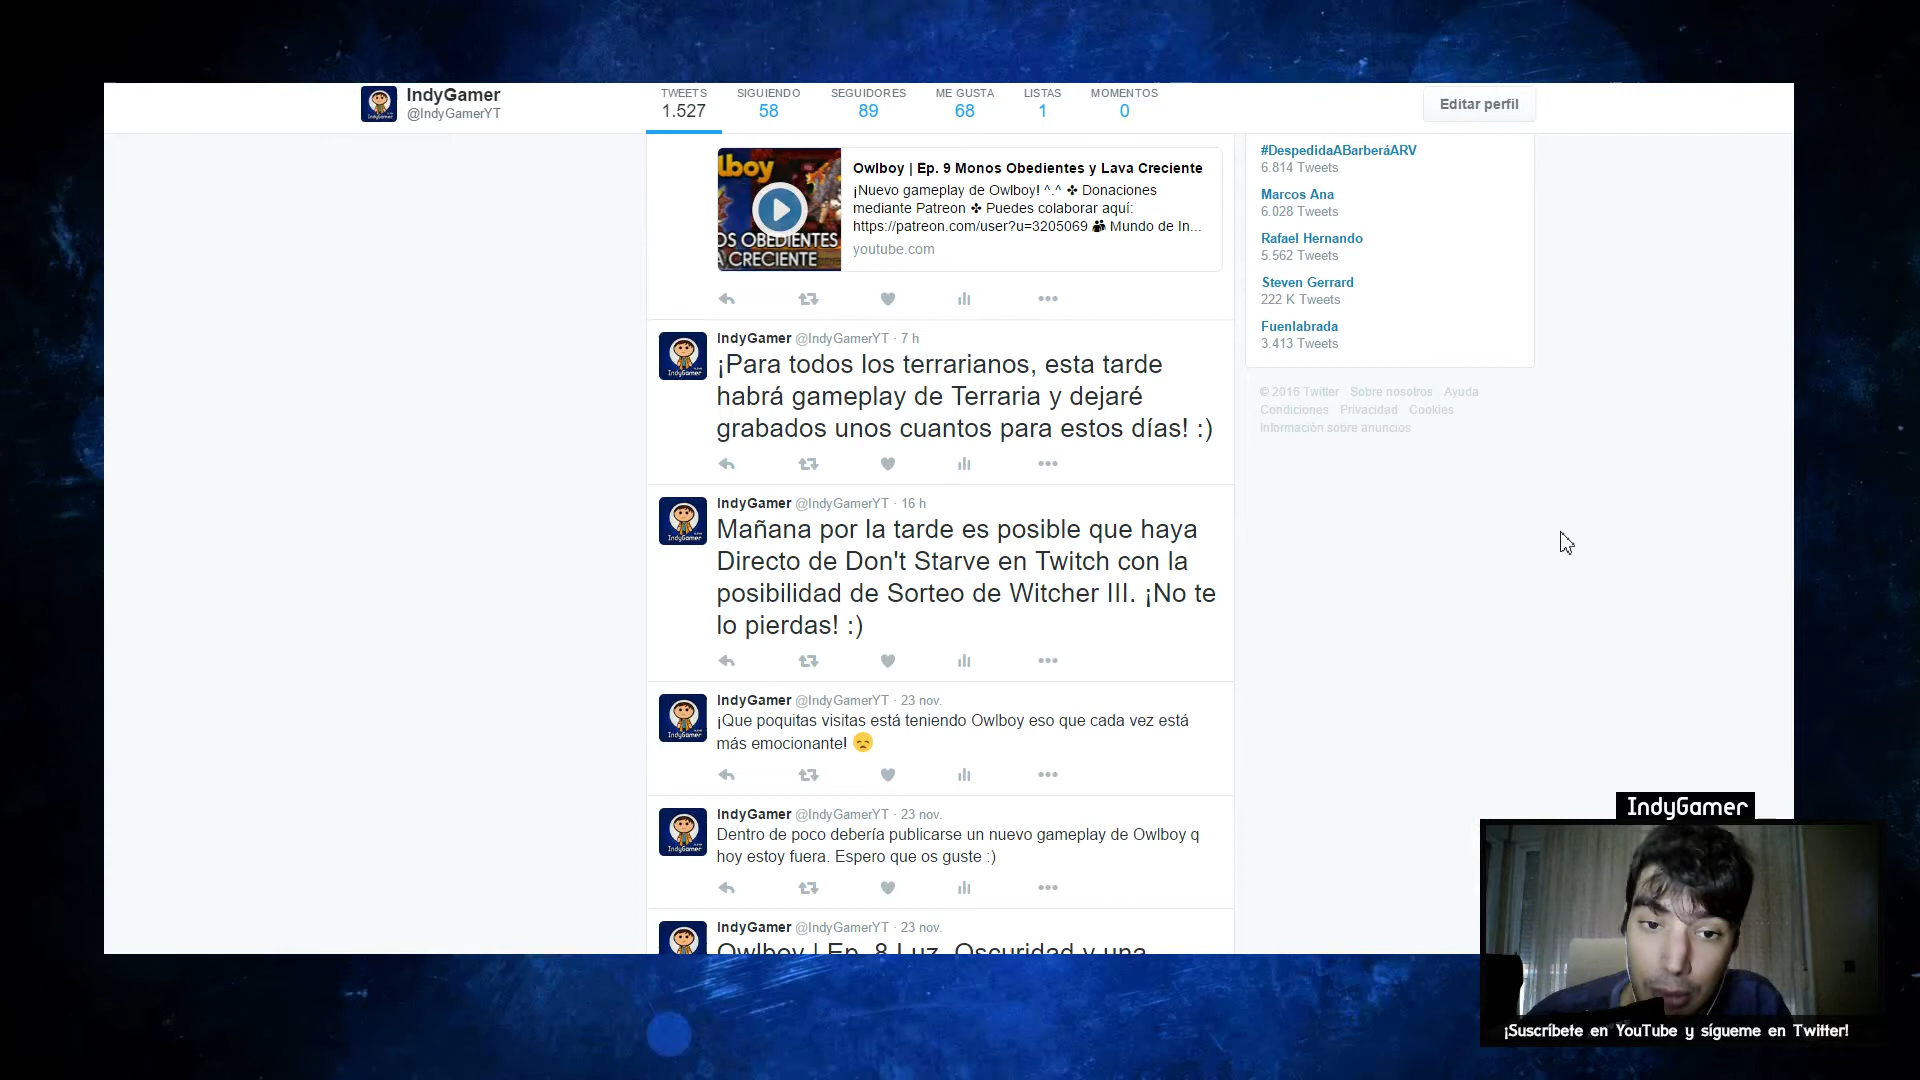 IndyGamer
@IndyGamerYT
TWEETS
1.527
SIGUIENDO
58
SEGUIDORES
89
ME GUSTA
68
LISTAS
1
MOMENTOS
0
Editar perfil
lboy
OS OBEDIENTES
A CRECIENTE
Owlboy | Ep. 9 Monos Obedientes y Lava Creciente
¡Nuevo gameplay de Owlboy! ^.^ ✤ Donaciones
mediante Patreon ✤ Puedes colaborar aquí:
https://patreon.com/user?u=3205069 Mundo de In...
youtube.com
IndyGamer @IndyGamerYT · 7 h
¡Para todos los terrarianos, esta tarde
habrá gameplay de Terraria y dejaré
grabados unos cuantos para estos días! :)
IndyGamer @IndyGamerYT · 16 h
Mañana por la tarde es posible que haya
Directo de Don't Starve en Twitch con la
posibilidad de Sorteo de Witcher III. ¡No te
lo pierdas! :)
IndyGamer @IndyGamerYT · 23 nov.
¡Que poquitas visitas está teniendo Owlboy eso que cada vez está
más emocionante! 😞
IndyGamer @IndyGamerYT · 23 nov.
Dentro de poco debería publicarse un nuevo gameplay de Owlboy q
hoy estoy fuera. Espero que os guste :)
IndyGamer @IndyGamerYT · 23 nov.
Owlboy | Ep. 8 Luz, Oscuridad y una
#DespedidaABarberáARV
6.814 Tweets
Marcos Ana
6.028 Tweets
Rafael Hernando
5.562 Tweets
Steven Gerrard
222 K Tweets
Fuenlabrada
3.413 Tweets
© 2016 Twitter Sobre nosotros Ayuda
Condiciones Privacidad Cookies
Información sobre anuncios
IndyGamer
¡Suscríbete en YouTube y sígueme en Twitter!